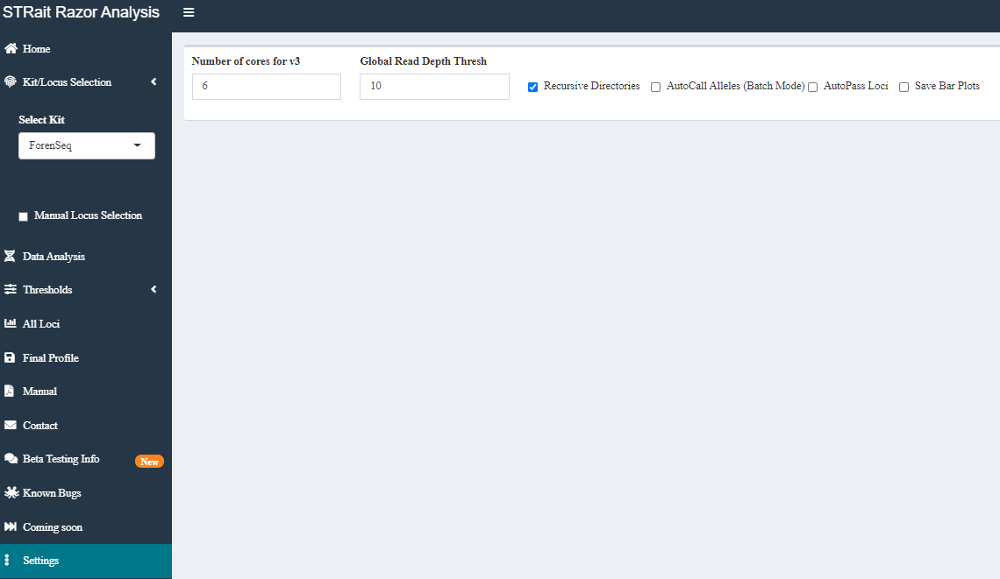 STRait Razor Analysis
Home
Kit/Locus Selection
Select Kit
ForenSeq
Manual Locus Selection
Data Analysis
Thresholds
All Loci
Final Profile
Manual
Contact
Beta Testing Info New
Known Bugs
Coming soon
Settings
Number of cores for v3 Global Read Depth Thresh
6 10 Recursive Directories AutoCall Alleles (Batch Mode) AutoPass Loci Save Bar Plots